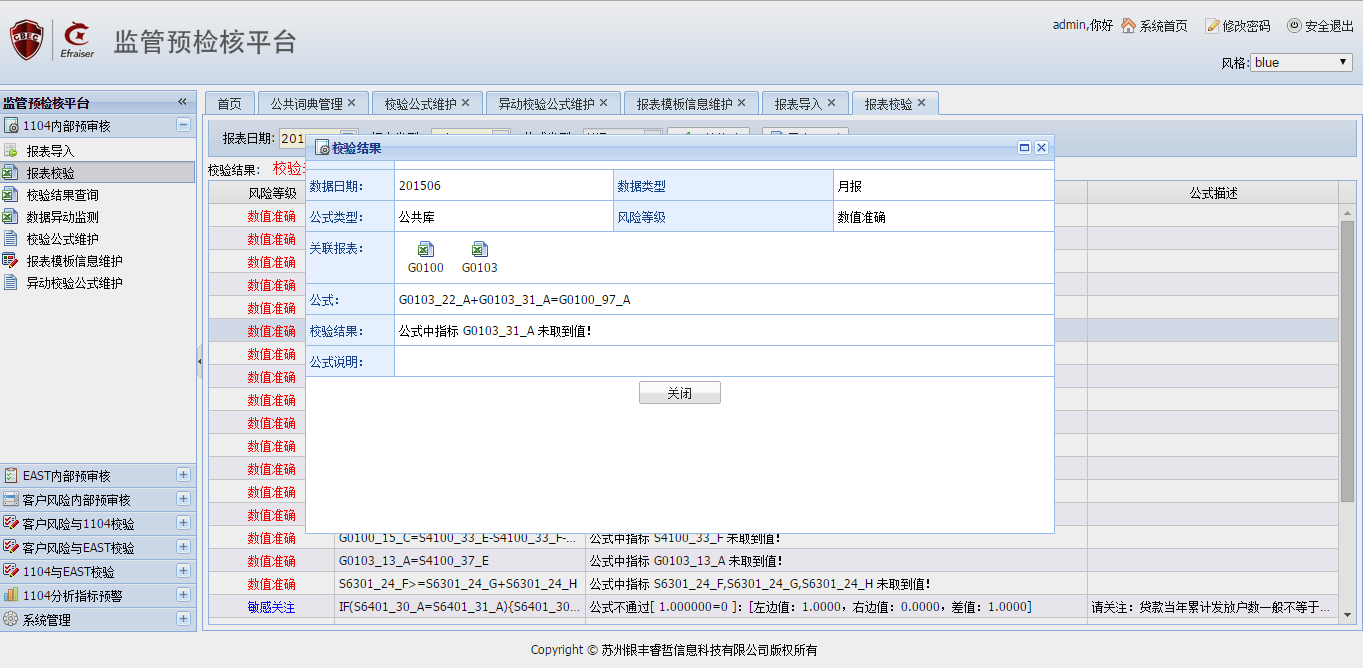 CBEC
Efraiser
监管预检核平台
admin,你好 系统首页 修改密码 安全退出
风格: blue
监管预检核平台
1104内部预审核
报表导入
报表校验
校验结果查询
数据异动监测
校验公式维护
报表模板信息维护
异动校验公式维护
EAST内部预审核
客户风险内部预审核
客户风险与1104校验
客户风险与EAST校验
1104与EAST校验
1104分析指标预警
系统管理
首页 公共词典管理 校验公式维护 异动校验公式维护 报表模板信息维护 报表导入 报表校验
报表日期: 201
校验结果: 校验
风险等级 公式描述
数值准确
数值准确
数值准确
数值准确
数值准确
数值准确
数值准确
数值准确
数值准确
数值准确
数值准确
数值准确
数值准确
数值准确
数值准确 G0100_15_C=S4100_33_E-S4100_33_F-... 公式中指标 S4100_33_F 未取到值!
数值准确 G0103_13_A=S4100_37_E 公式中指标 G0103_13_A 未取到值!
数值准确 S6301_24_F>=S6301_24_G+S6301_24_H 公式中指标 S6301_24_F,S6301_24_G,S6301_24_H 未取到值!
敏感关注 IF(S6401_30_A=S6401_31_A){S6401_30... 公式不通过[ 1.000000=0 ]: [左边值: 1.0000, 右边值: 0.0000, 差值: 1.0000] 请关注: 贷款当年累计发放户数一般不等于...
校验结果
数据日期: 201506 数据类型 月报
公式类型: 公共库 风险等级 数值准确
关联报表: G0100 G0103
公式: G0103_22_A+G0103_31_A=G0100_97_A
校验结果: 公式中指标 G0103_31_A 未取到值!
公式说明:
关闭
Copyright © 苏州银丰睿哲信息科技有限公司版权所有